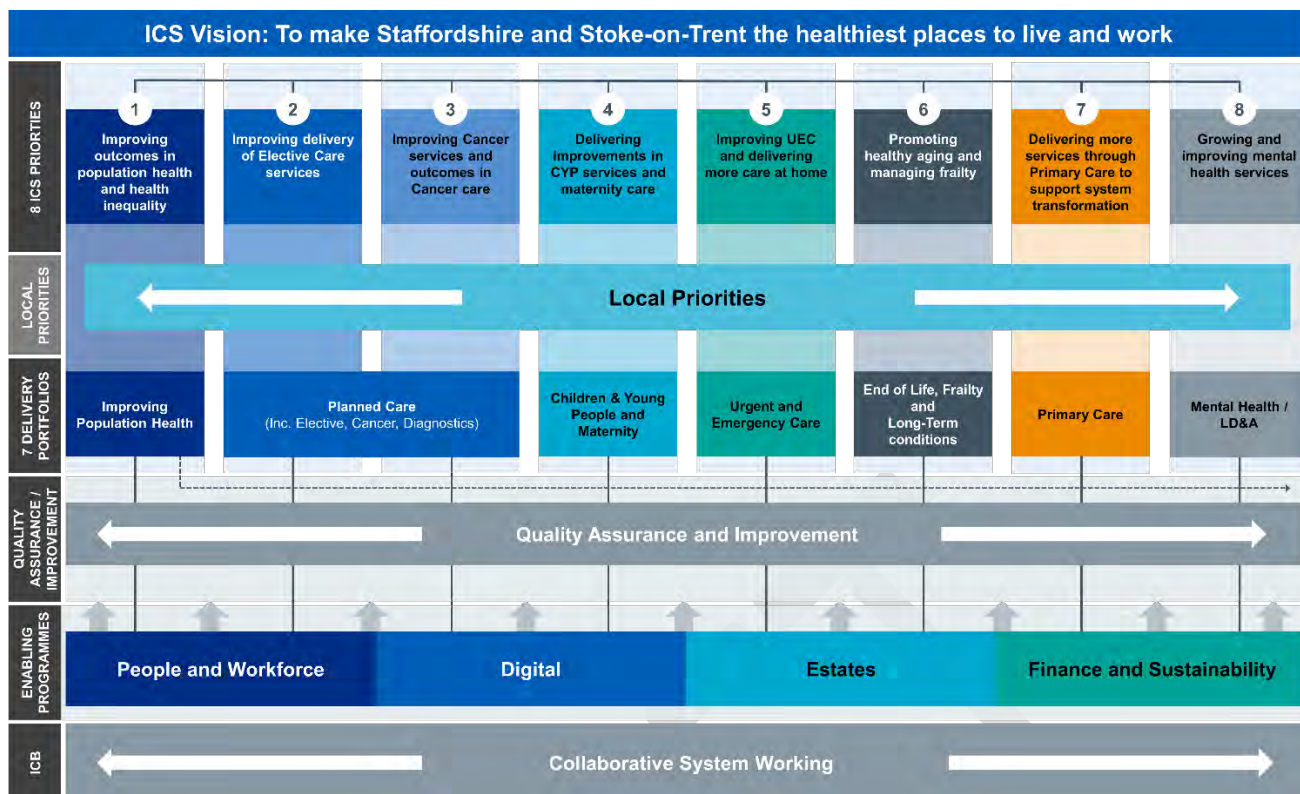 ICS Vision: To make Staffordshire and Stoke-on-Trent the healthiest places to live and work
8 ICS PRIORTIES
1
Improving
outcomes in
population health
and health
inequality
2
Improving delivery
of Elective Care
services
3
Improving Cancer
services and
outcomes in
Cancer care
4
Delivering
improvements in
CYP services and
maternity care
5
Improving UEC
and delivering
more care at home
6
Promoting
healthy aging and
managing frailty
7
Delivering more
services through
Primary Care to
support system
transformation
8
Growing and
improving mental
health services
LOCAL
PRIORITIES
Local Priorities
7 DELIVERY
PORTFOLIOS
Improving
Population Health
Planned Care
(Inc. Elective, Cancer, Diagnostics)
Children & Young
People and
Maternity
Urgent and
Emergency Care
End of Life, Frailty
and
Long-Term
conditions
Primary Care
Mental Health /
LD&A
QUALITY
ASSURANCE /
IMPROVEMENT
Quality Assurance and Improvement
ENABLING
PROGRAMMES
People and Workforce
Digital
Estates
Finance and Sustainability
ICB
Collaborative System Working